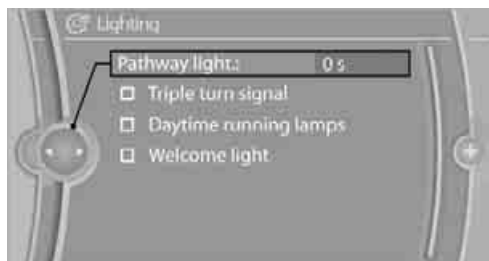 Lighting
Pathway light.: 0 s
Triple turn signal
Daytime running lamps
Welcome light